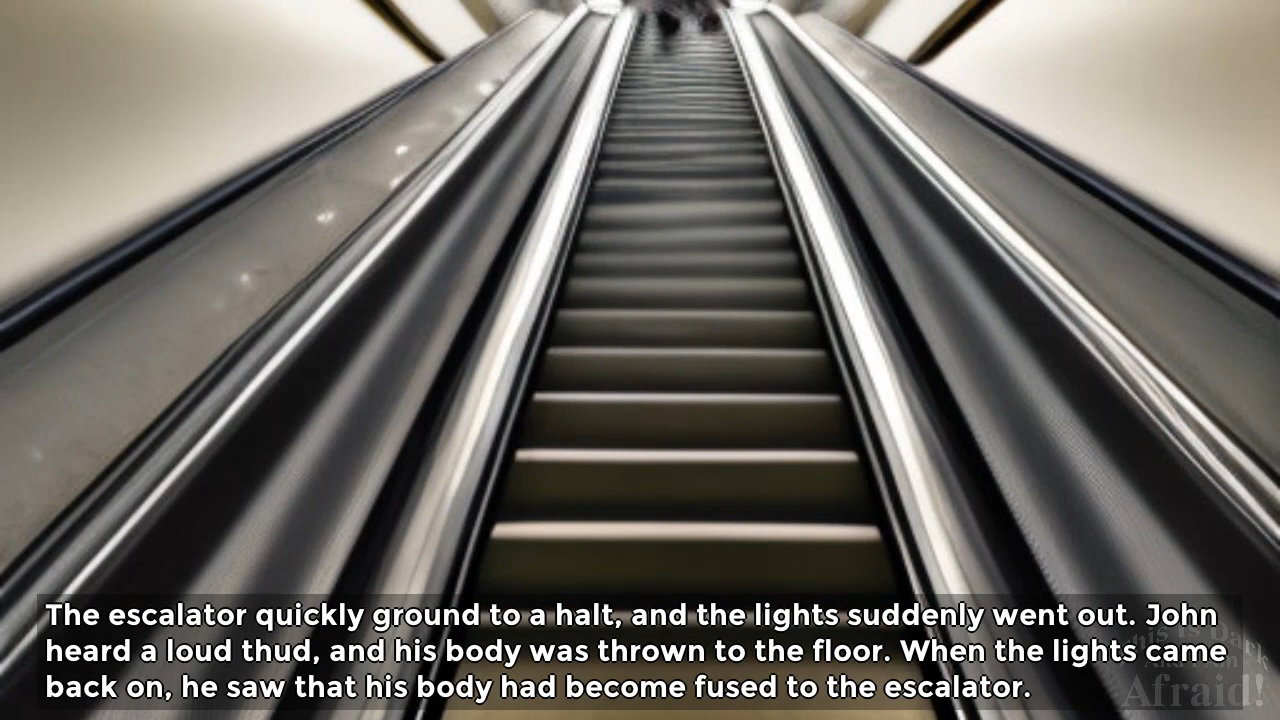 The escalator quickly ground to a halt, and the lights suddenly went out. John
heard a loud thud, and his body was thrown to the floor. When the lights came
back on, he saw that his body had become fused to the escalator.
Afraid!